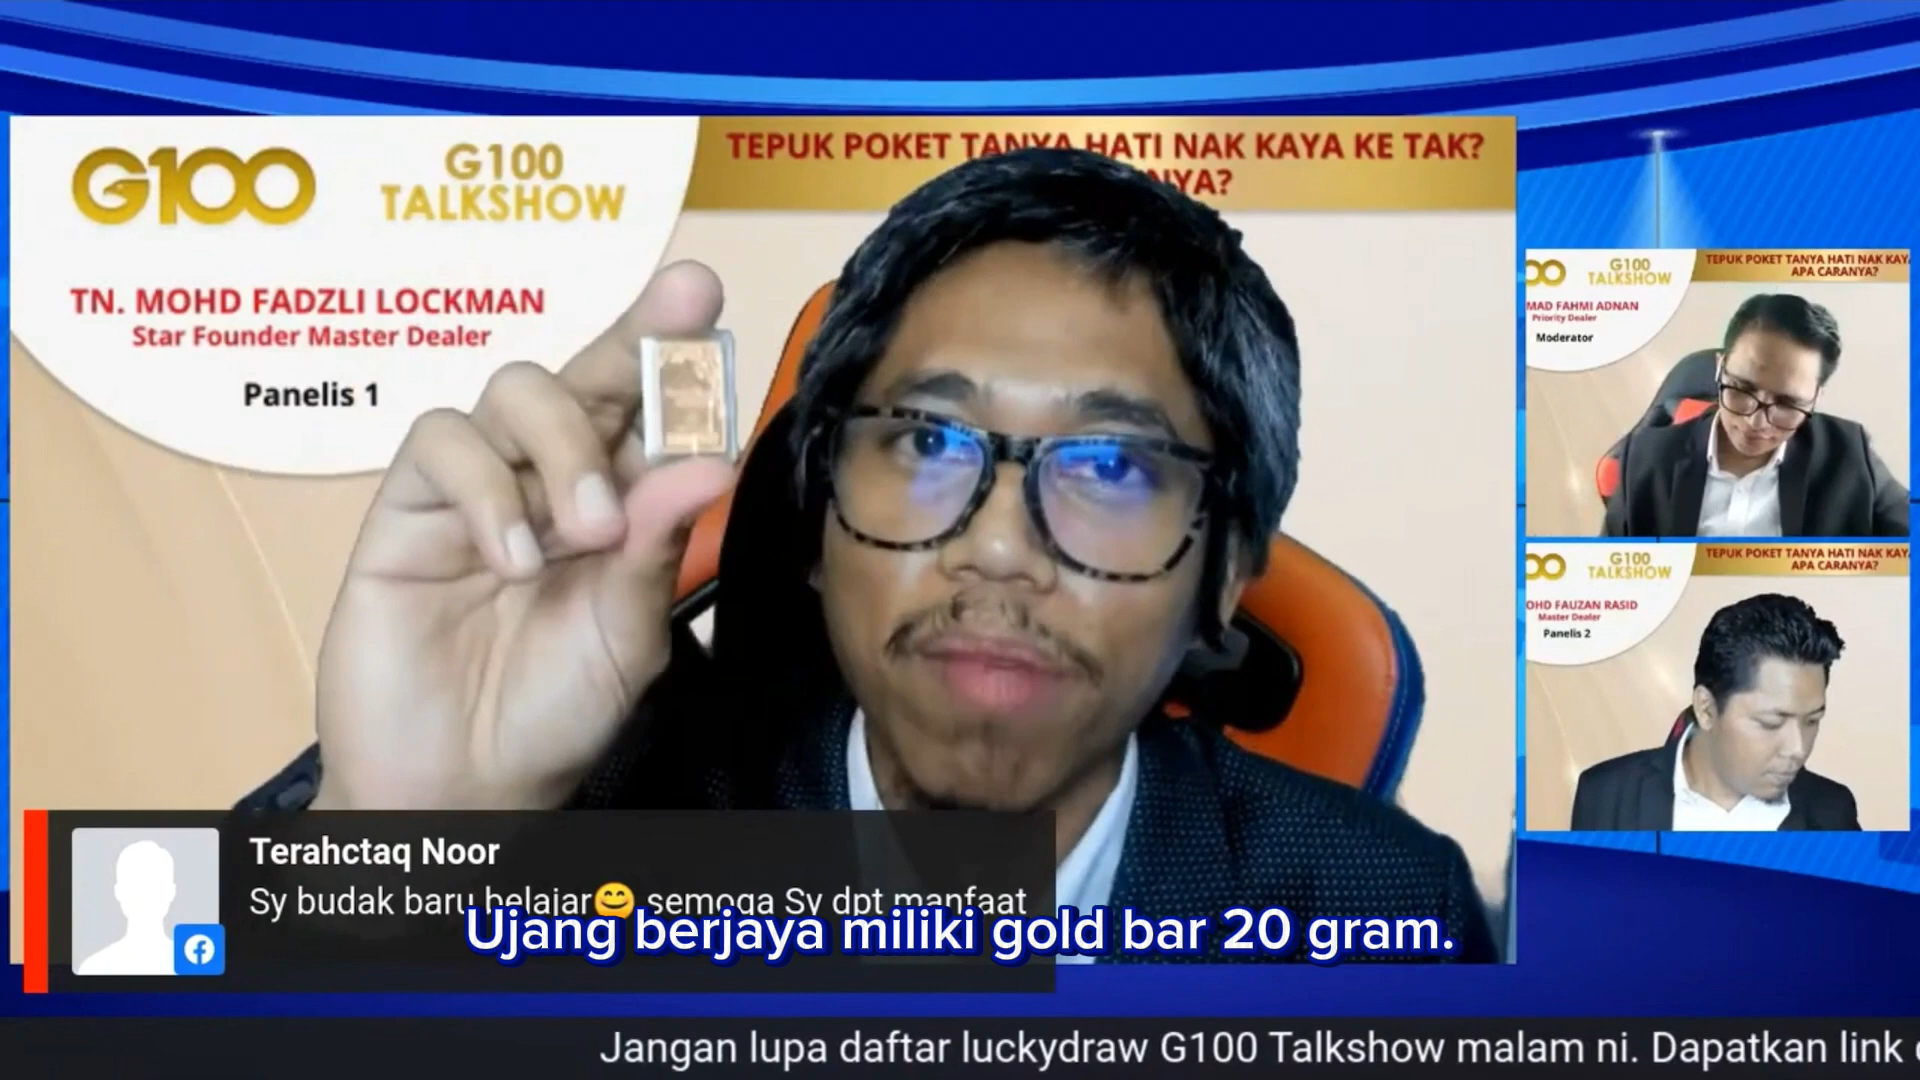 G100
G100
TALKSHOW
TN. MOHD FADZLI LOCKMAN
Star Founder Master Dealer
Panelis 1
TEPUK POKET TANYA HATI NAK KAYA KE TAK?
NYA?
G100
TALKSHOW
TEPUK POKET TANYA HATI NAK KAY
APA CARANYA?
MAD FAHMI ADNAN
Priority Dealer
Moderator
G100
TALKSHOW
TEPUK POKET TANYA HATI NAK KAY
APA CARANYA?
OHD FAUZAN RASID
Master Dealer
Panelis 2
Terahctaq Noor
Sy budak baru belajar😊 semoga Sy dpt manfaat
Ujang berjaya miliki gold bar 20 gram.
Jangan lupa daftar luckydraw G100 Talkshow malam ni. Dapatkan link